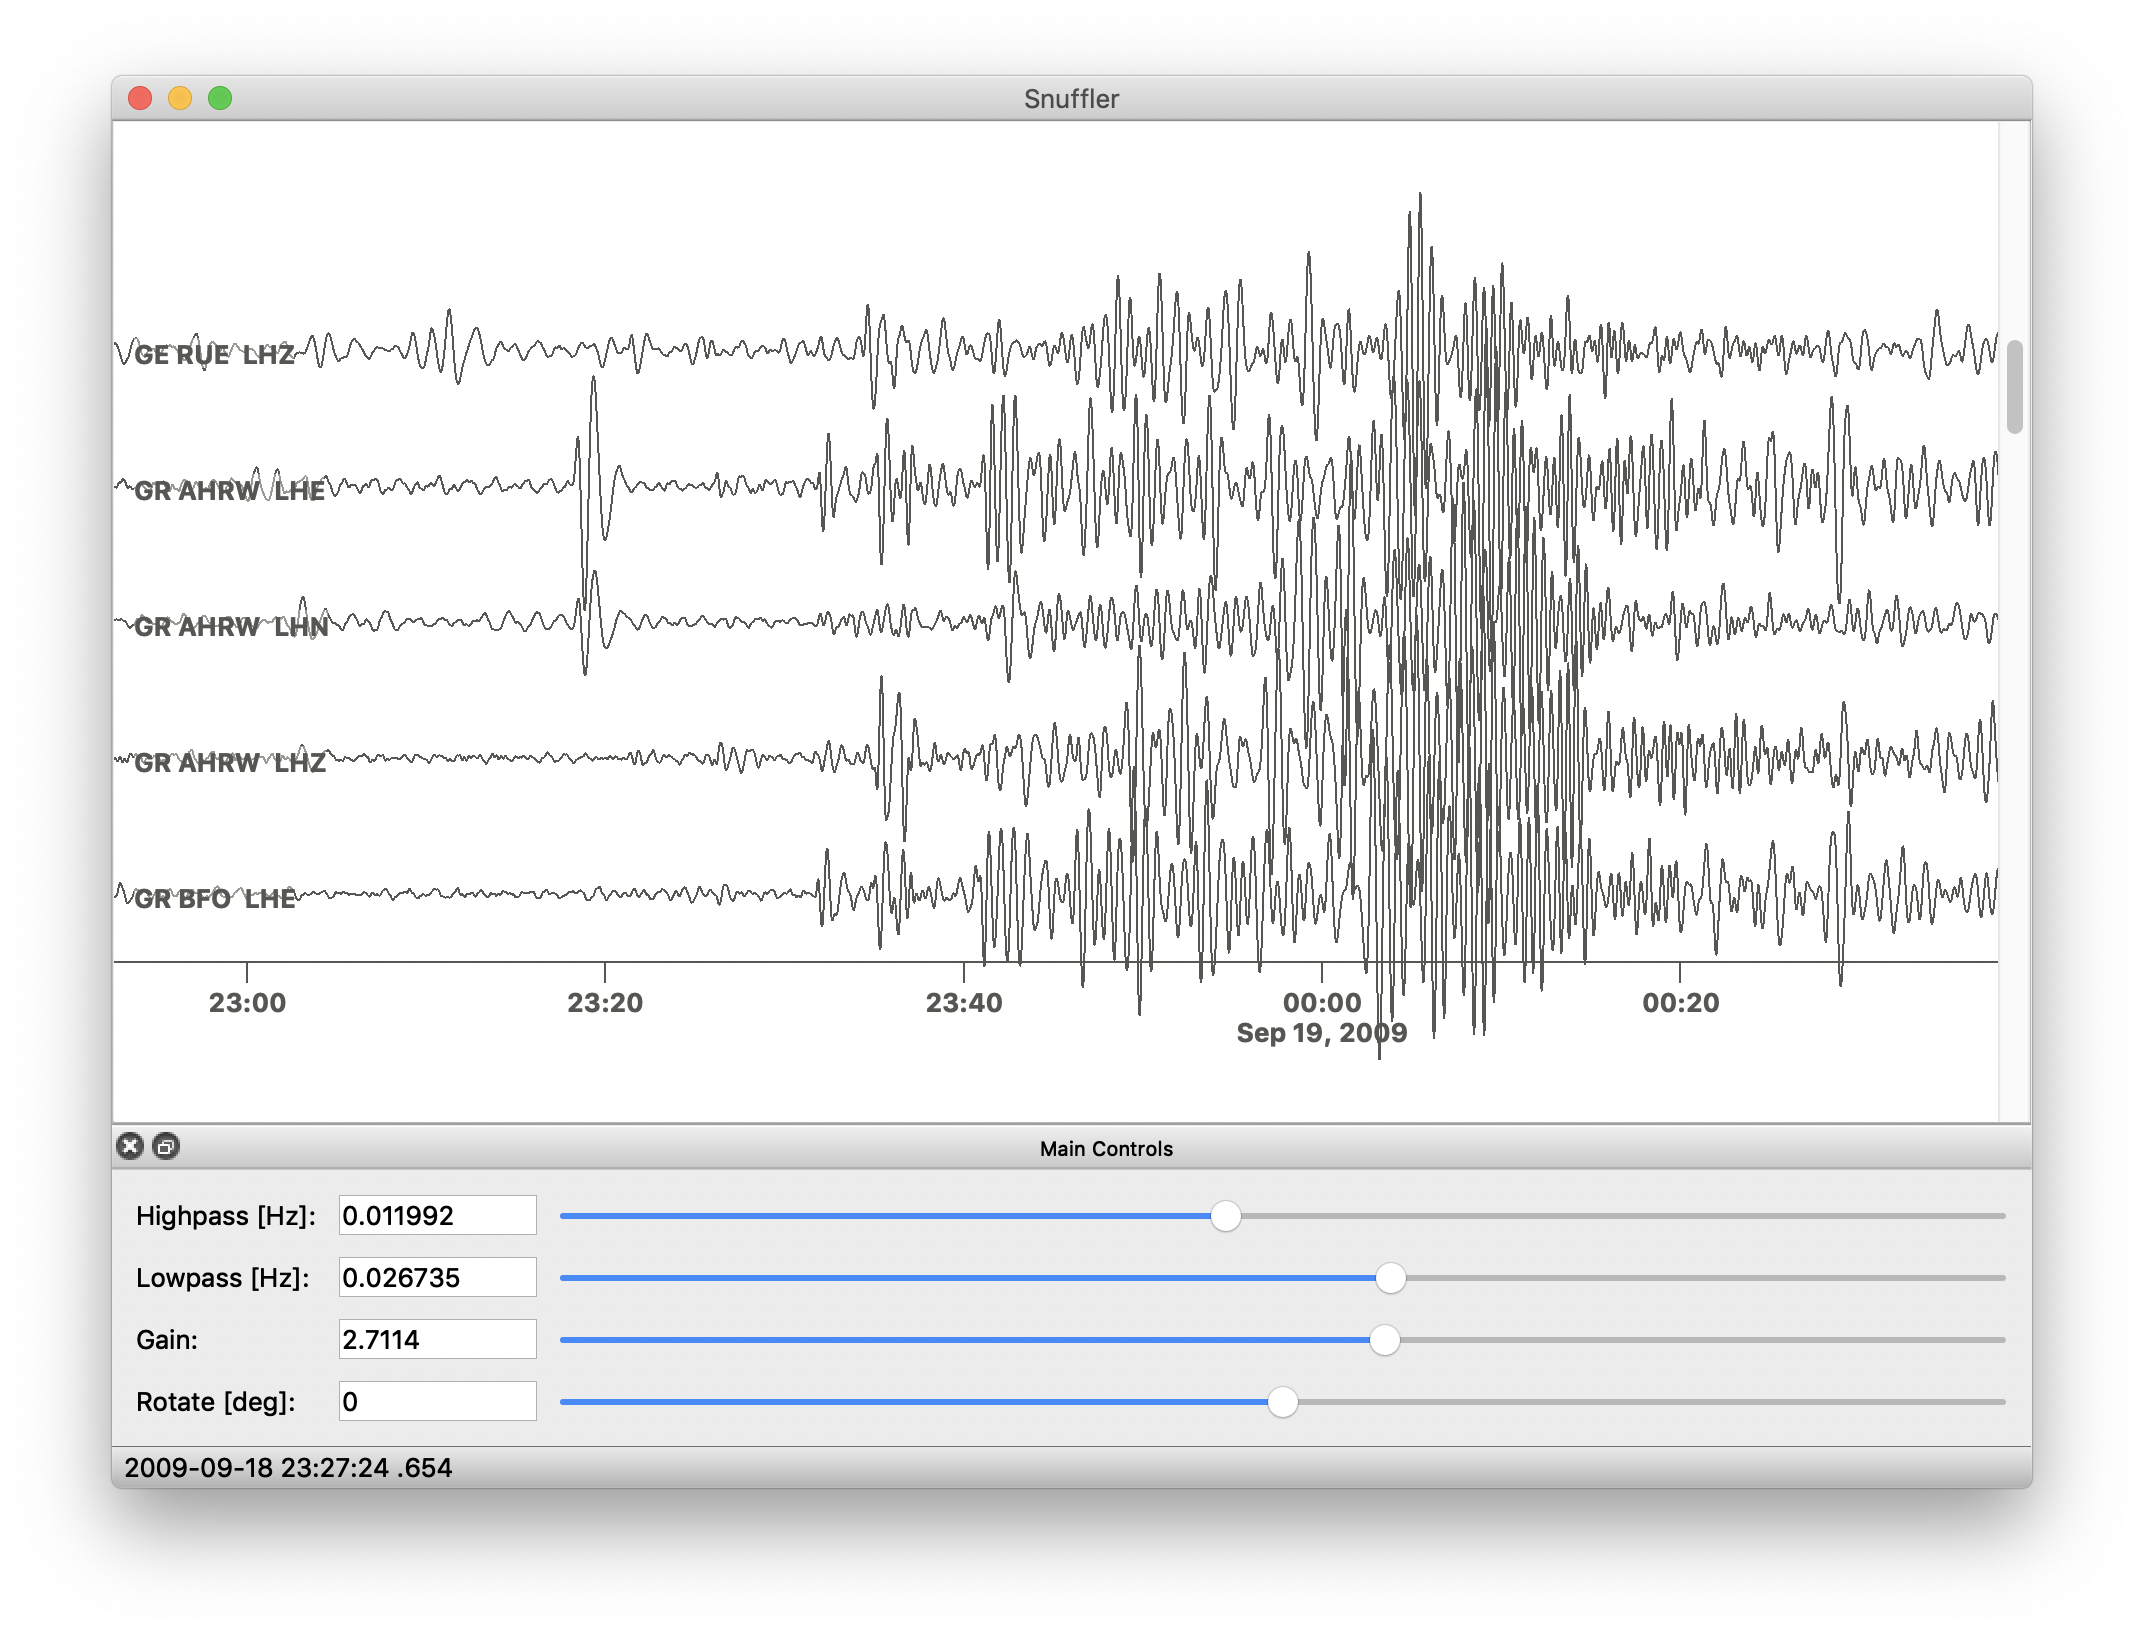 Snuffler
GE RUE  LHZ
GR AHRW  LHE
GR AHRW  LHN
GR AHRW  LHZ
GR BFO  LHE
23:00 23:20 23:40 00:00 00:20
Sep 19, 2009
Main Controls
Highpass [Hz]: 0.011992
Lowpass [Hz]: 0.026735
Gain: 2.7114
Rotate [deg]: 0
2009-09-18 23:27:24 .654